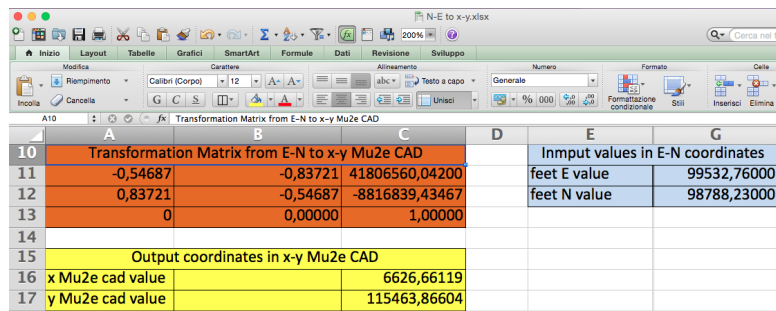 N-E to x-y.xlsx
200%
Cerca nel f
Inizio Layout Tabelle Grafici SmartArt Formule Dati Revisione Sviluppo
Modifica Carattere Allineamento Numero Formato Celle
Riempimento Calibri (Corpo) 12 A A abc Testo a capo Generale
Incolla Cancella G C S A Unisci % 000 Formattazione condizionale Stili Inserisci Elimina
A10 fx Transformation Matrix from E-N to x-y Mu2e CAD
A B C D E G
10 Transformation Matrix from E-N to x-y Mu2e CAD Inmput values in E-N coordinates
11 -0,54687 -0,83721 41806560,04200 feet E value 99532,76000
12 0,83721 -0,54687 -8816839,43467 feet N value 98788,23000
13 0 0,00000 1,00000
14
15 Output coordinates in x-y Mu2e CAD
16 x Mu2e cad value 6626,66119
17 y Mu2e cad value 115463,86604